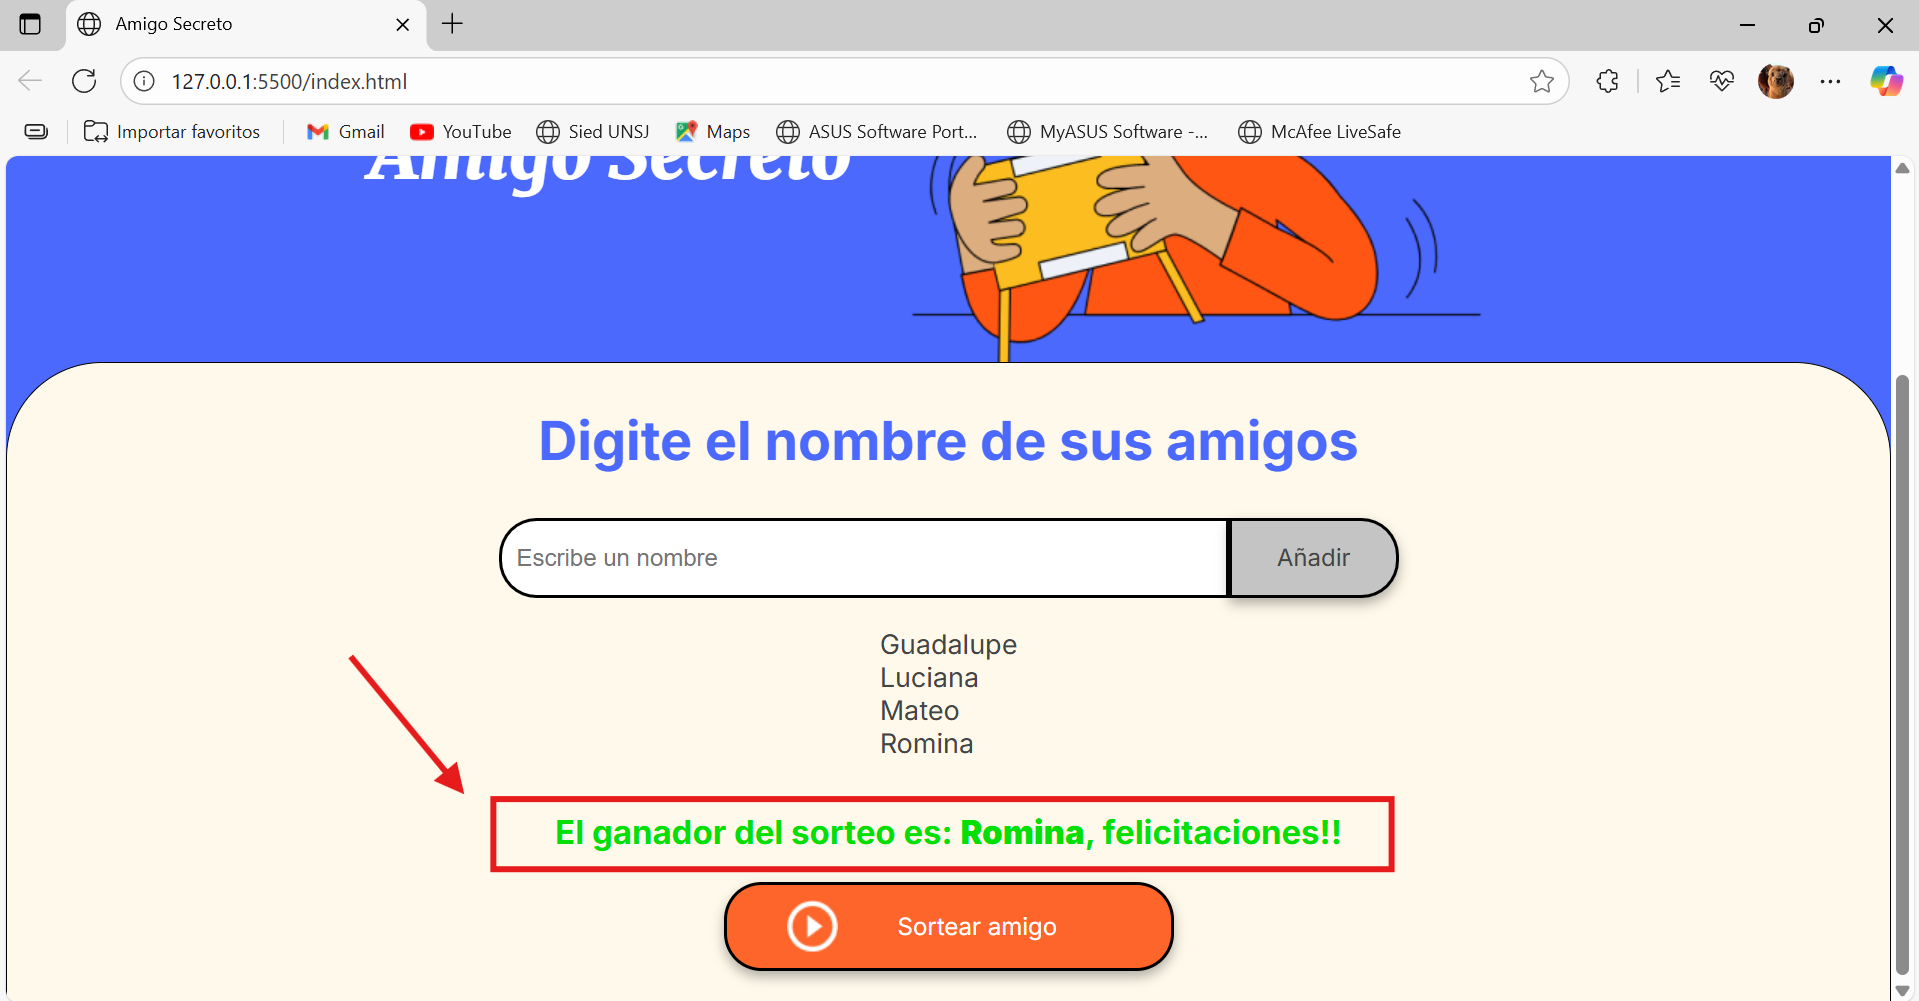 Amigo Secreto
127.0.0.1:5500/index.html
Importar favoritos
Gmail
YouTube
Sied UNSJ
Maps
ASUS Software Port...
MyASUS Software -...
McAfee LiveSafe
Amigo Secreto
Digite el nombre de sus amigos
Escribe un nombre
Añadir
Guadalupe
Luciana
Mateo
Romina
El ganador del sorteo es: Romina, felicitaciones!!
Sortear amigo